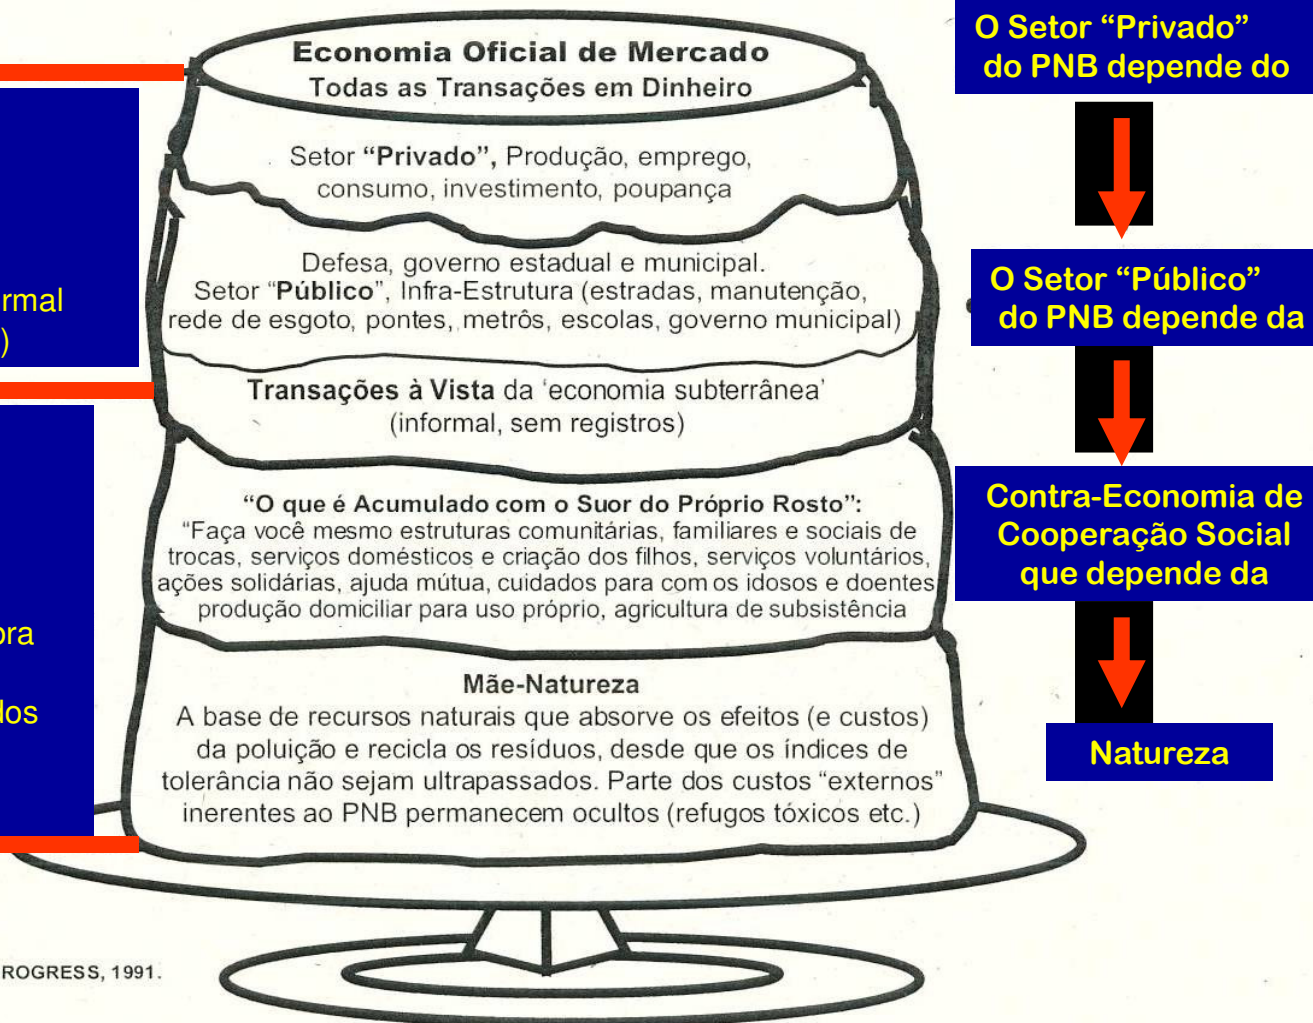 Economia Oficial de Mercado
Todas as Transações em Dinheiro
Setor “Privado”, Produção, emprego,
consumo, investimento, poupança
Defesa, governo estadual e municipal.
Setor “Público”, Infra-Estrutura (estradas, manutenção,
rede de esgoto, pontes, metrôs, escolas, governo municipal)
Transações à Vista da ‘economia subterrânea’
(informal, sem registros)
“O que é Acumulado com o Suor do Próprio Rosto”:
“Faça você mesmo estruturas comunitárias, familiares e sociais de
trocas, serviços domésticos e criação dos filhos, serviços voluntários,
ações solidárias, ajuda mútua, cuidados para com os idosos e doentes
produção domiciliar para uso próprio, agricultura de subsistência
Mãe-Natureza
A base de recursos naturais que absorve os efeitos (e custos)
da poluição e recicla os resíduos, desde que os índices de
tolerância não sejam ultrapassados. Parte dos custos “externos”
inerentes ao PNB permanecem ocultos (refugos tóxicos etc.)
O Setor “Privado”
do PNB depende do
O Setor “Público”
do PNB depende da
Contra-Economia de
Cooperação Social
que depende da
Natureza
rmal
)
ora
dos
ROGRESS, 1991.